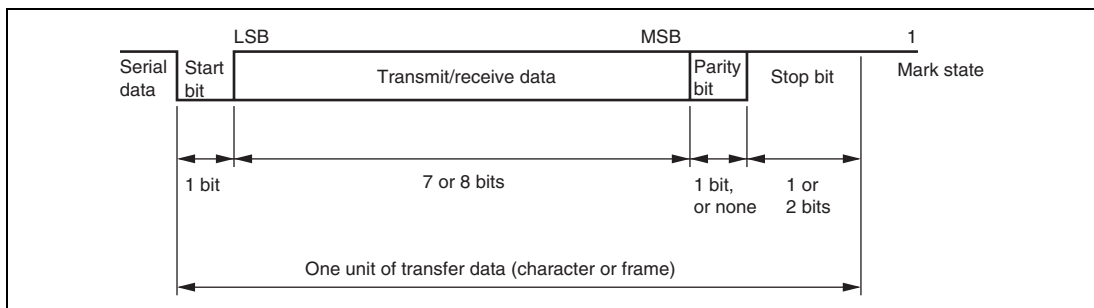 LSB
MSB
1
Serial
data
Start
bit
Transmit/receive data
Parity
bit
Stop bit
Mark state
1 bit
7 or 8 bits
1 bit,
or none
1 or
2 bits
One unit of transfer data (character or frame)